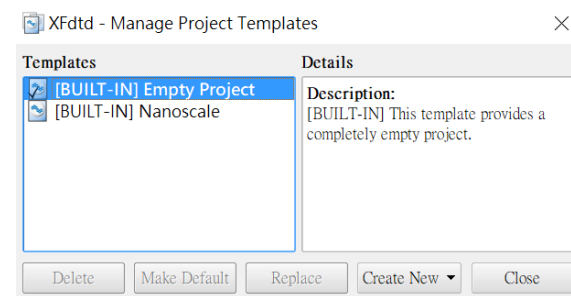 XFdtd - Manage Project Templates
Templates
Details
[BUILT-IN] Empty Project
[BUILT-IN] Nanoscale
Description:
[BUILT-IN] This template provides a
completely empty project.
Delete
Make Default
Replace
Create New
Close